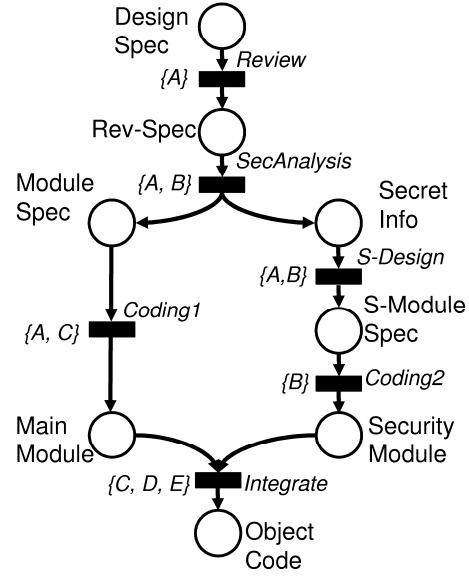 Design
Spec
Review
{A}
Rev-Spec
SecAnalysis
{A, B}
Module
Spec
Secret
Info
S-Design
{A,B}
S-Module
Spec
Coding1
{A, C}
Coding2
{B}
Main
Module
Security
Module
{C, D, E}
Integrate
Object
Code